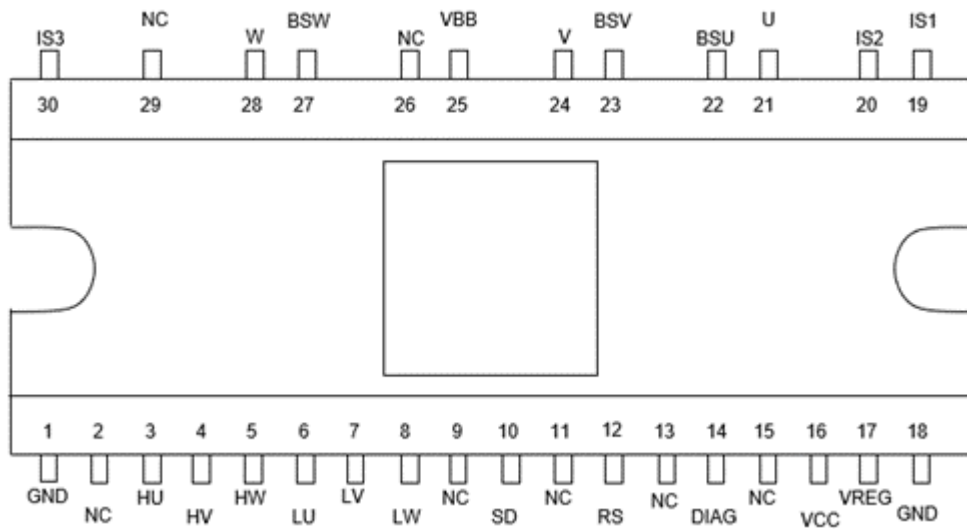 NC BSW VBB BSV U IS1
IS3 W NC V BSU IS2
30 29 28 27 26 25 24 23 22 21 20 19
1 2 3 4 5 6 7 8 9 10 11 12 13 14 15 16 17 18
GND HU HW LV NC NC NC NC VREG
NC HV LU LW SD RS DIAG VCC GND